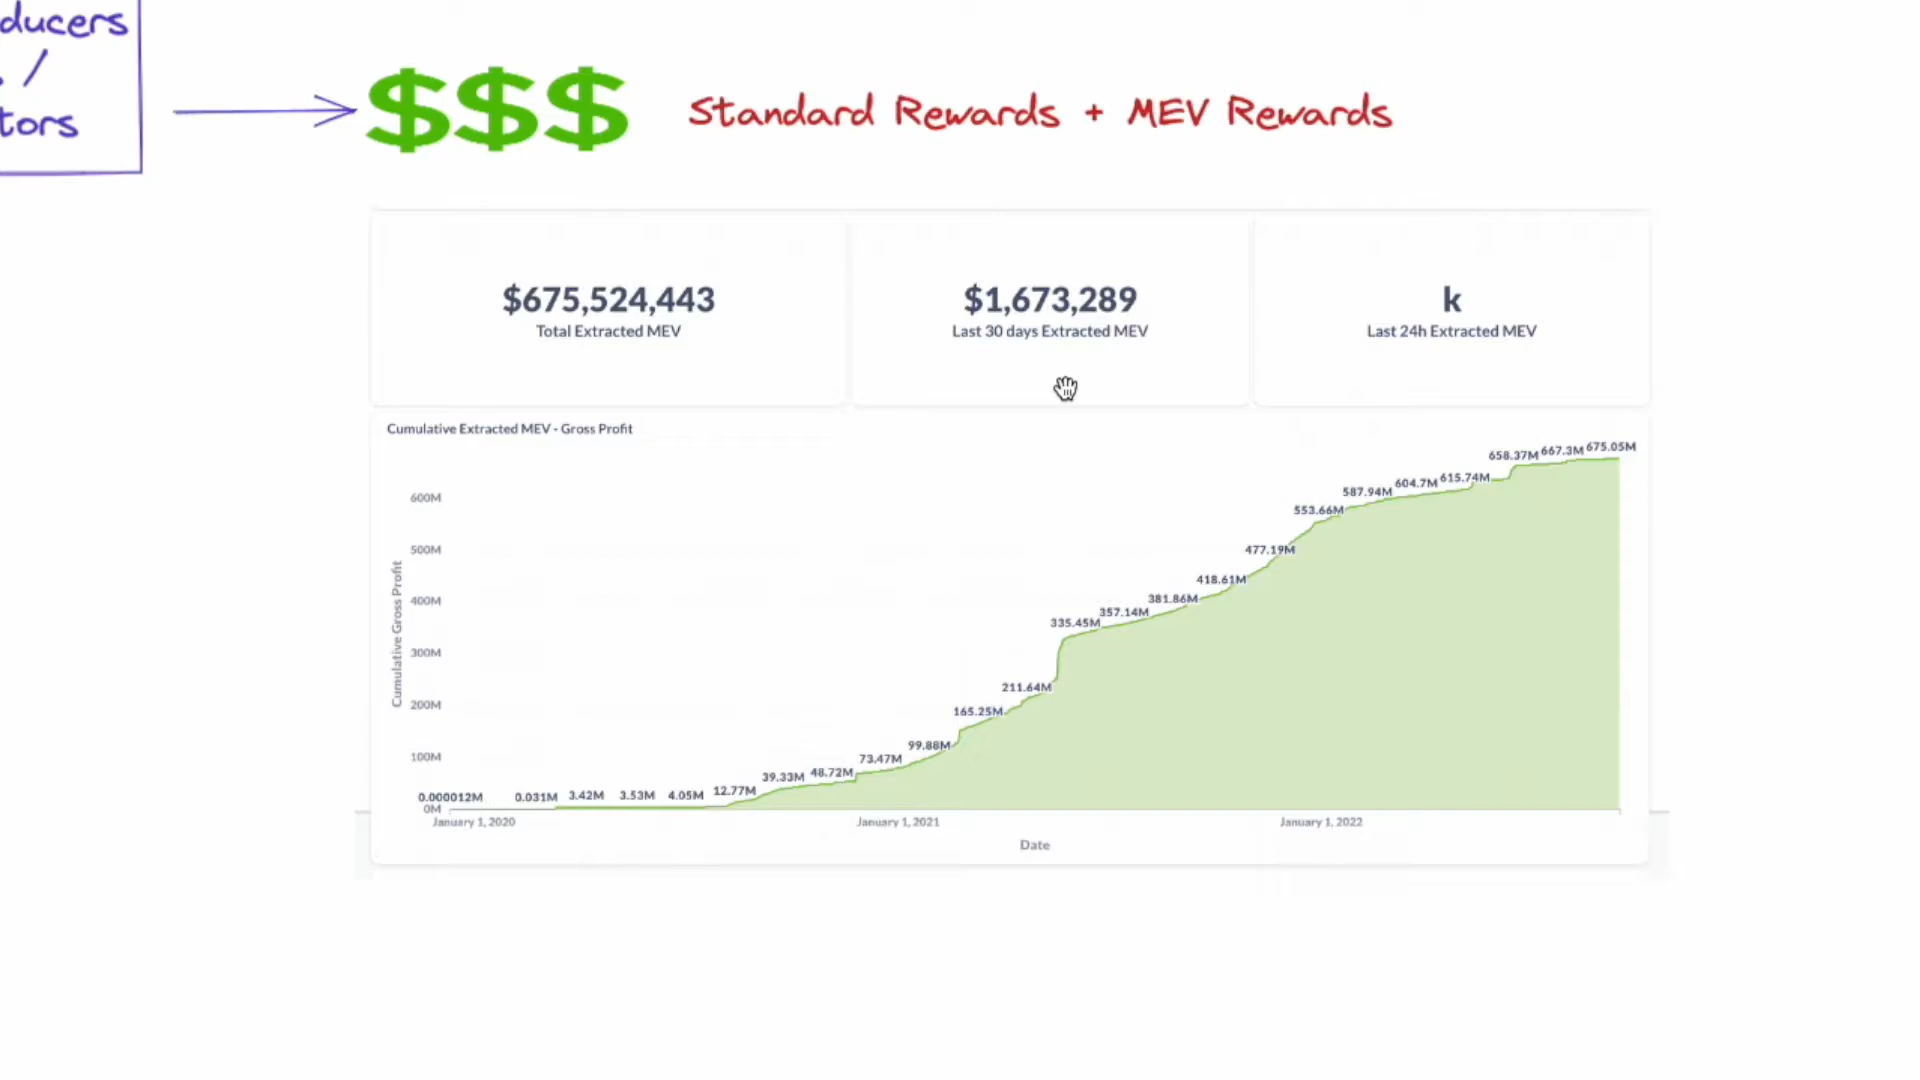 ducers
/
tors
$$$
Standard Rewards + MEV Rewards
$675,524,443
Total Extracted MEV
$1,673,289
Last 30 days Extracted MEV
k
Last 24h Extracted MEV
Cumulative Extracted MEV - Gross Profit
Cumulative Gross Profit
600M
500M
400M
300M
200M
100M
0M
0.000012M
0.031M
3.42M
3.53M
4.05M
12.77M
39.33M
48.72M
73.47M
99.88M
165.25M
211.64M
335.45M
357.14M
381.86M
418.61M
477.19M
553.66M
587.94M
604.7M
615.74M
658.37M
667.3M
675.05M
January 1, 2020
January 1, 2021
January 1, 2022
Date